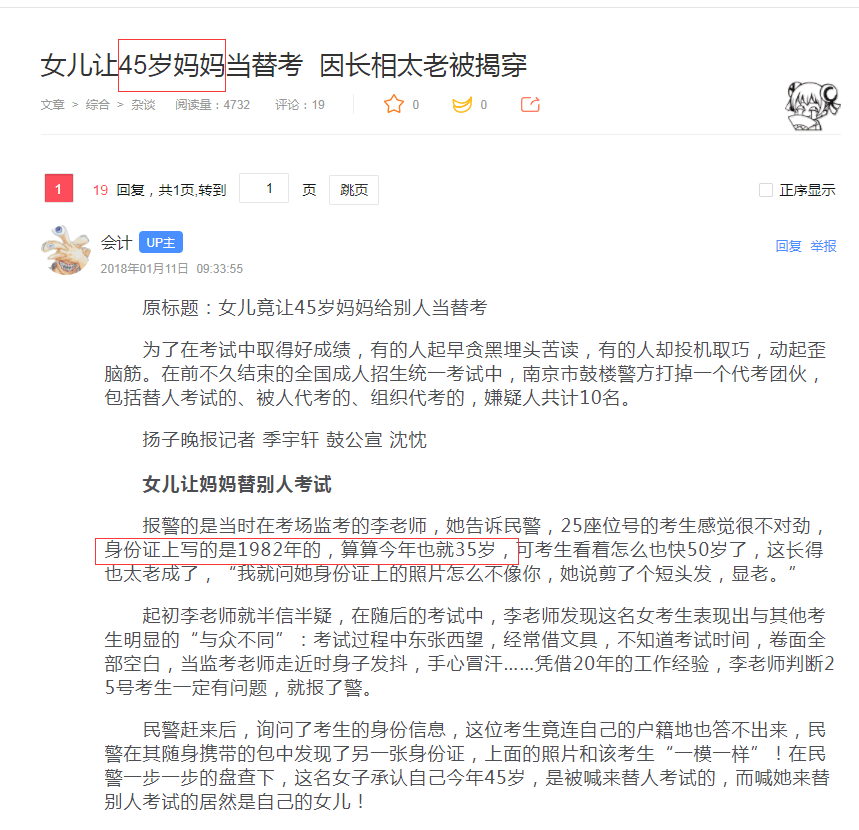 女儿让45岁妈妈当替考 因长相太老被揭穿
文章 > 综合 > 杂谈 阅读量：4732 评论：19 0 0
1 19 回复，共1页,转到 1 页 跳页 正序显示
会计 UP主 回复 举报
2018年01月11日 09:33:55
原标题：女儿竟让45岁妈妈给别人当替考
为了在考试中取得好成绩，有的人起早贪黑埋头苦读，有的人却投机取巧，动起歪
脑筋。在前不久结束的全国成人招生统一考试中，南京市鼓楼警方打掉一个代考团伙，
包括替人考试的、被人代考的、组织代考的，嫌疑人共计10名。
扬子晚报记者 季宇轩 鼓公宣 沈忱
女儿让妈妈替别人考试
报警的是当时在考场监考的李老师，她告诉民警，25座位号的考生感觉很不对劲，
身份证上写的是1982年的，算算今年也就35岁，可考生看着怎么也快50岁了，这长得
也太老成了，“我就问她身份证上的照片怎么不像你，她说剪了个短头发，显老。”
起初李老师就半信半疑，在随后的考试中，李老师发现这名女考生表现出与其他考
生明显的“与众不同”：考试过程中东张西望，经常借文具，不知道考试时间，卷面全
部空白，当监考老师走近时身子发抖，手心冒汗……凭借20年的工作经验，李老师判断2
5号考生一定有问题，就报了警。
民警赶来后，询问了考生的身份信息，这位考生竟连自己的户籍地也答不出来，民
警在其随身携带的包中发现了另一张身份证，上面的照片和该考生“一模一样”！在民
警一步一步的盘查下，这名女子承认自己今年45岁，是被喊来替人考试的，而喊她来替
别人考试的居然是自己的女儿！